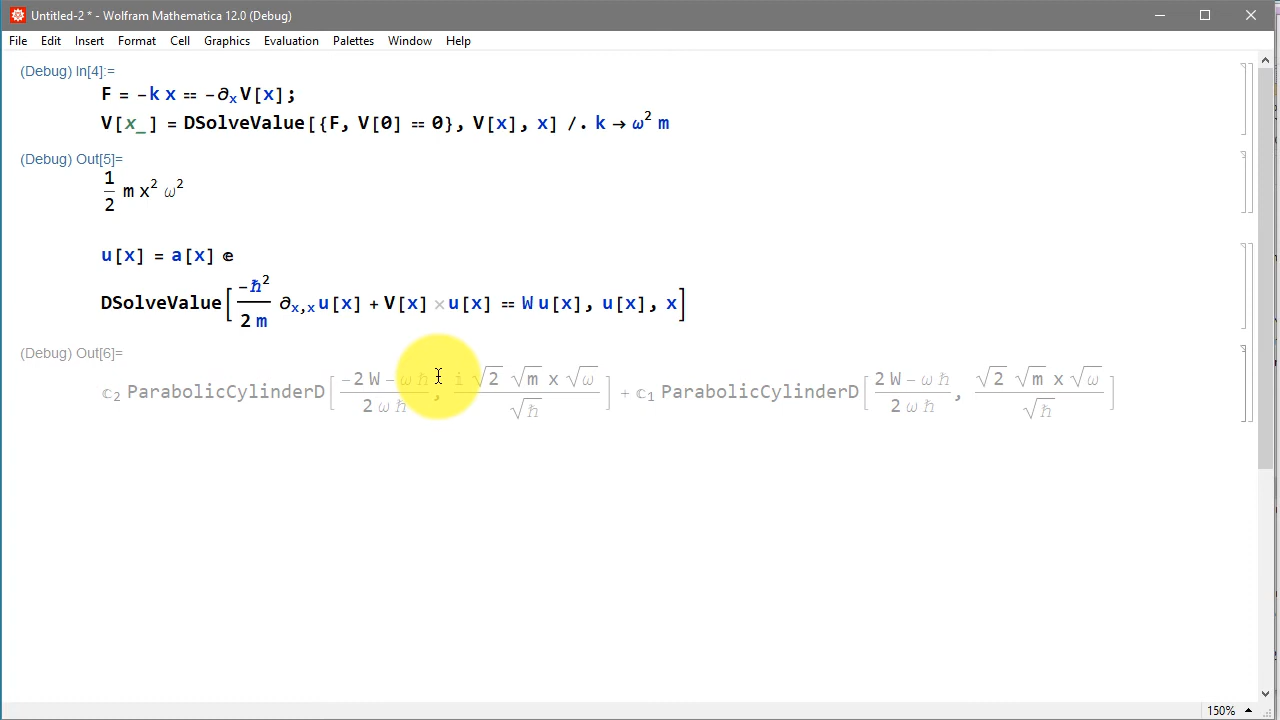 Untitled-2 * - Wolfram Mathematica 12.0 (Debug)
File Edit Insert Format Cell Graphics Evaluation Palettes Window Help
(Debug) In[4]:=
F = -k x == -∂ₓV[x];
V[x_] = DSolveValue[{F, V[0] == 0}, V[x], x] /. k → ω² m
(Debug) Out[5]=
1/2 m x² ω²
u[x] = a[x] ⅇ
DSolveValue[-ℏ²/2 m ∂x,x u[x] + V[x] × u[x] == W u[x], u[x], x]
(Debug) Out[6]=
𝕔₂ ParabolicCylinderD[-2 W - ω ℏ/2 ω ℏ, i √2 √m x √ω/√ℏ] + 𝕔₁ ParabolicCylinderD[2 W - ω ℏ/2 ω ℏ, √2 √m x √ω/√ℏ]
150%